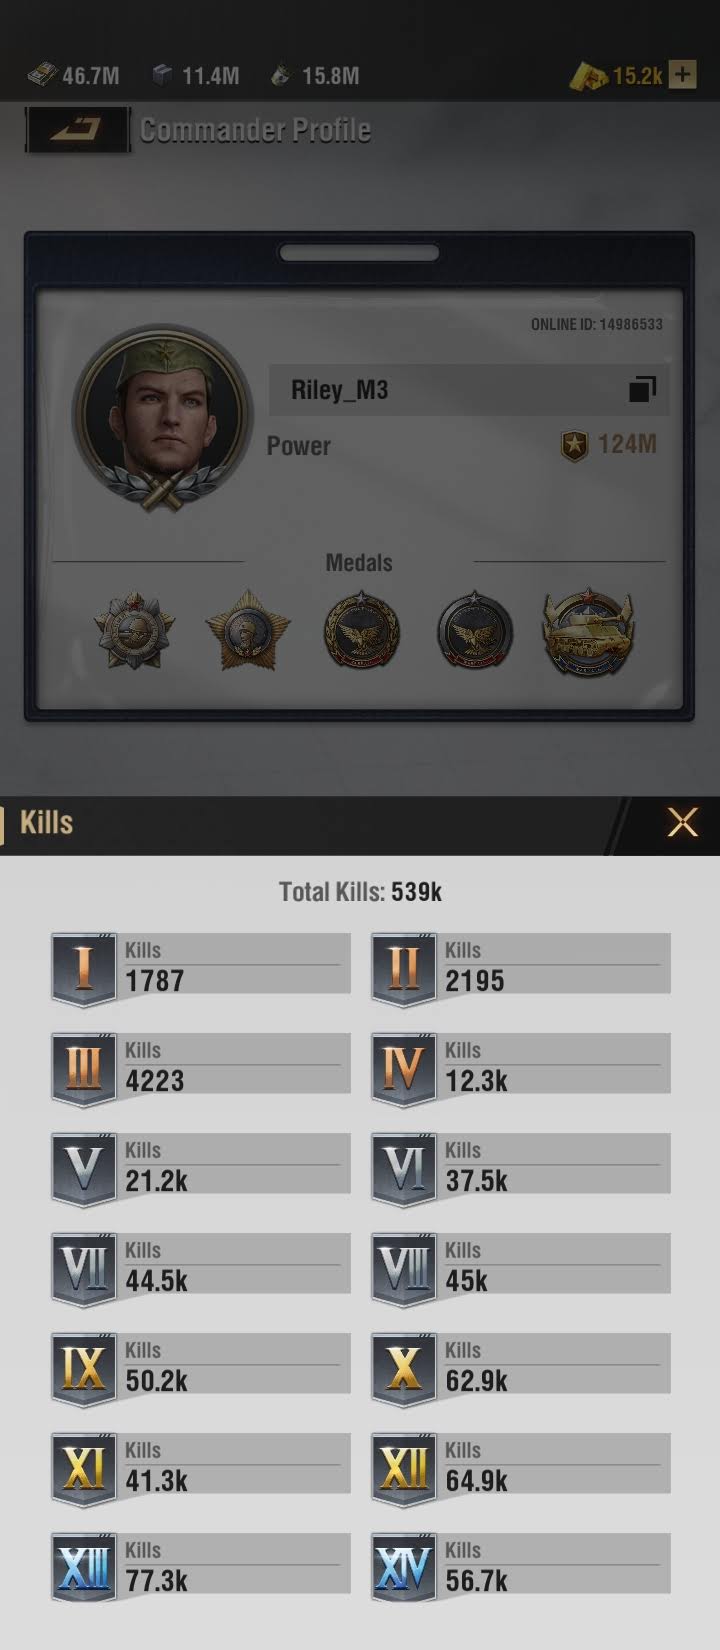 46.7M 11.4M 15.8M 15.2k +
Commander Profile
ONLINE ID: 14986533
Riley_M3
Power 124M
Medals
Kills
Total Kills: 539k
I Kills 1787
II Kills 2195
III Kills 4223
IV Kills 12.3k
V Kills 21.2k
VI Kills 37.5k
VII Kills 44.5k
VIII Kills 45k
IX Kills 50.2k
X Kills 62.9k
XI Kills 41.3k
XII Kills 64.9k
XIII Kills 77.3k
XIV Kills 56.7k